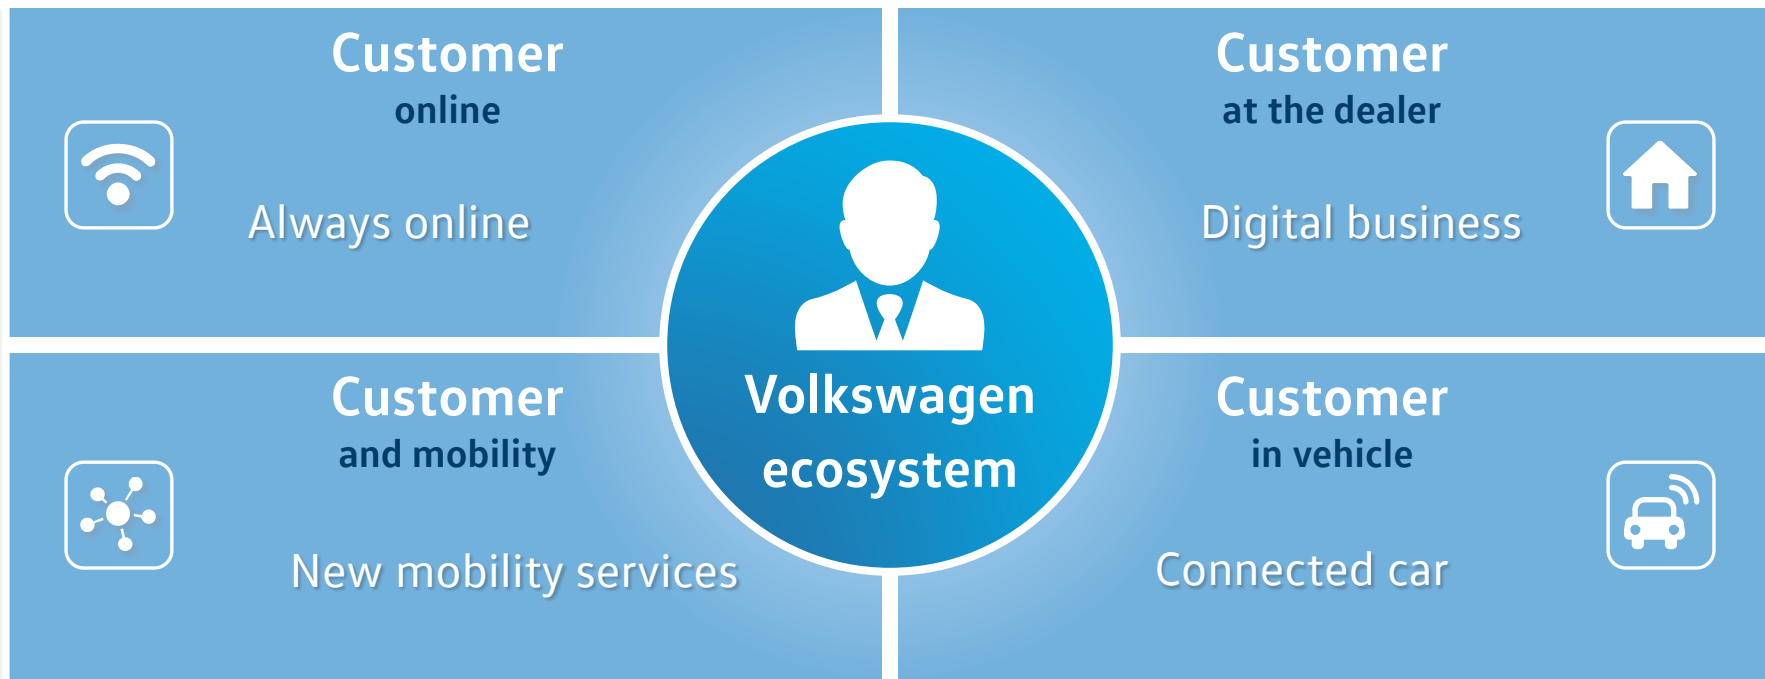 Customer
online
Always online
Customer
at the dealer
Digital business
Volkswagen
ecosystem
Customer
and mobility
New mobility services
Customer
in vehicle
Connected car